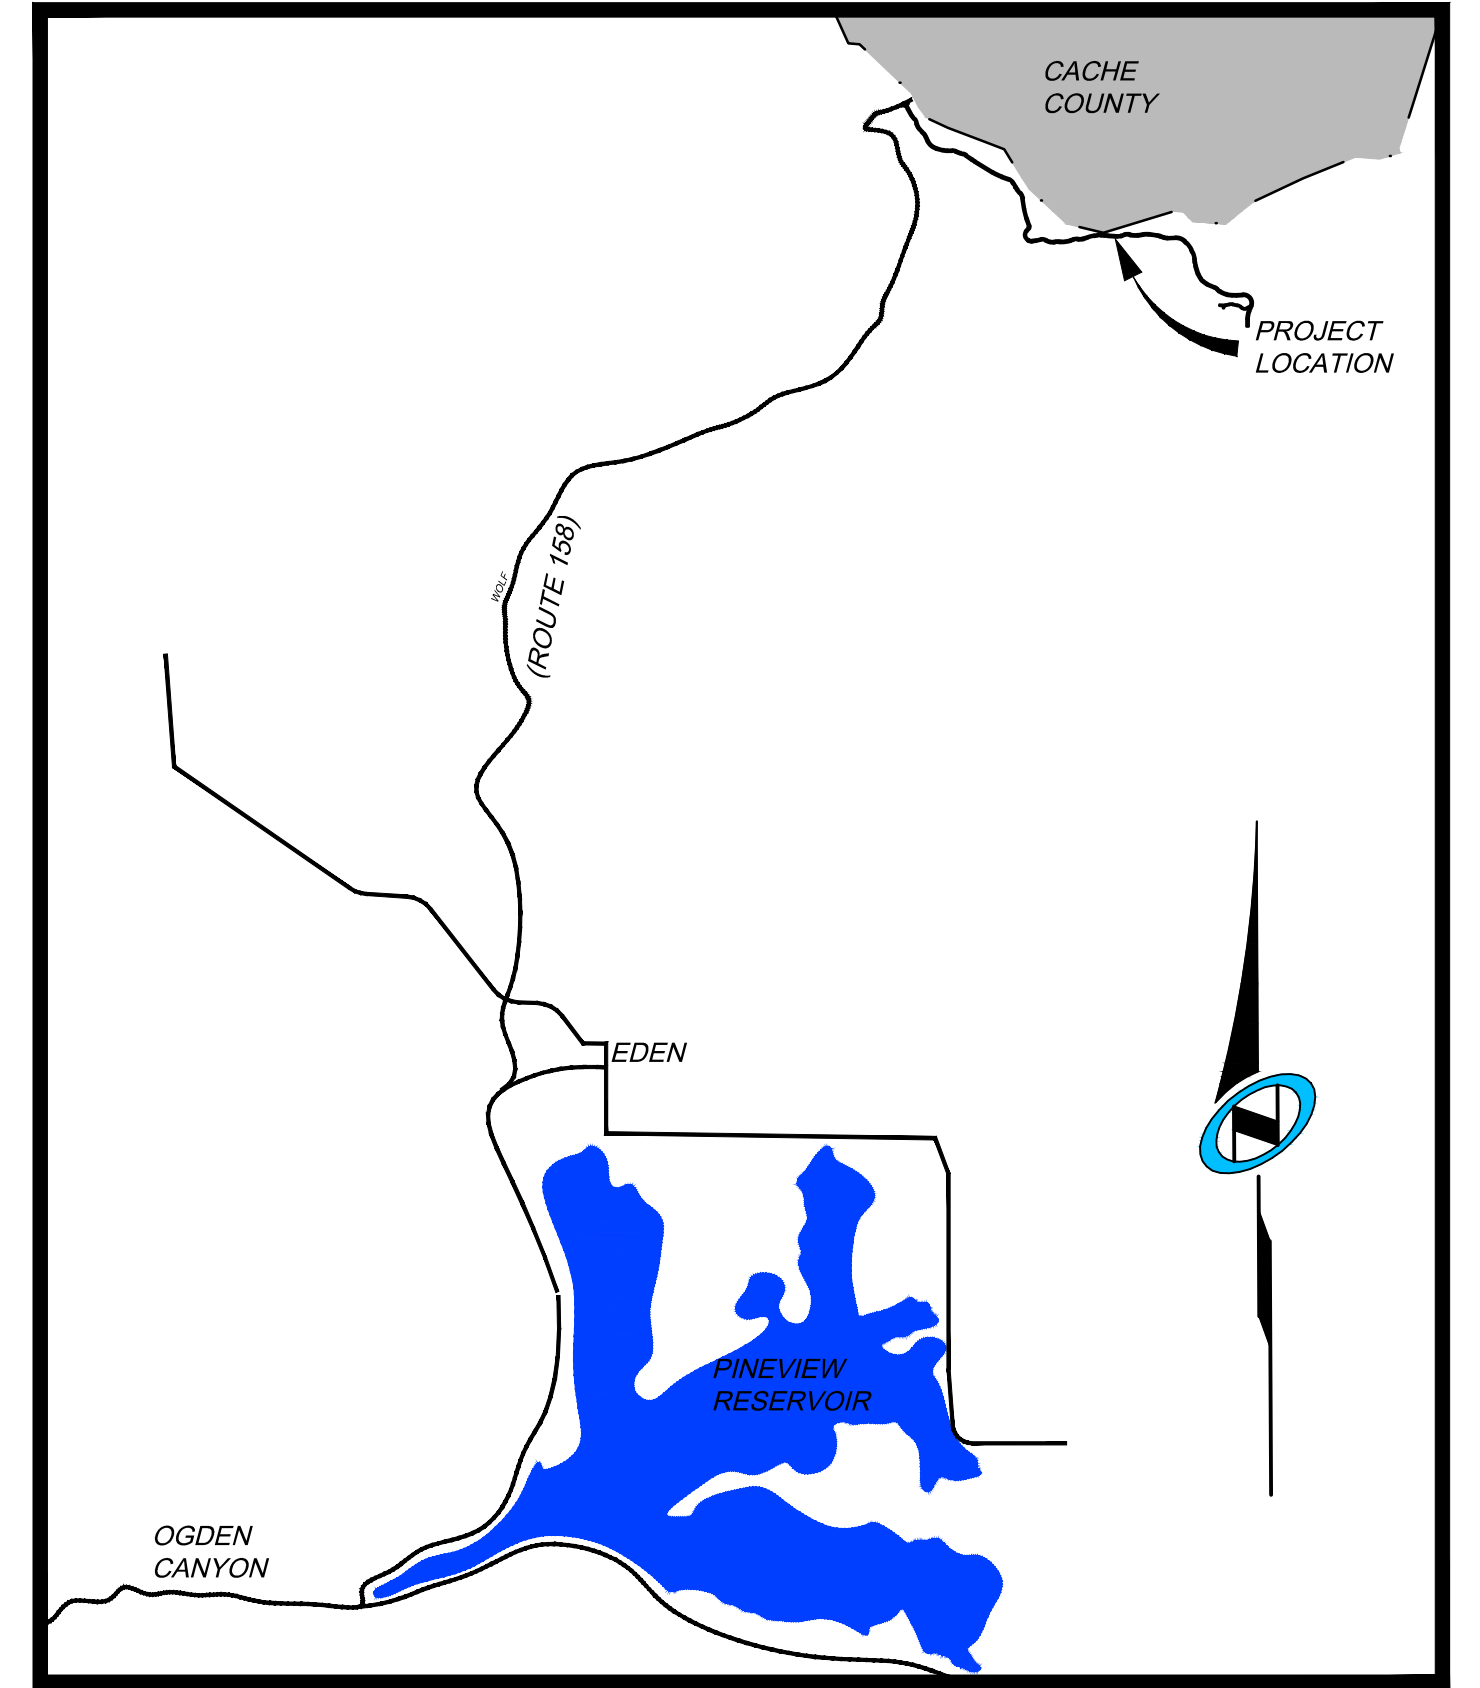 CACHE
COUNTY
PROJECT
LOCATION
(ROUTE 158)
WOLF
EDEN
N
PINEVIEW
RESERVOIR
OGDEN
CANYON